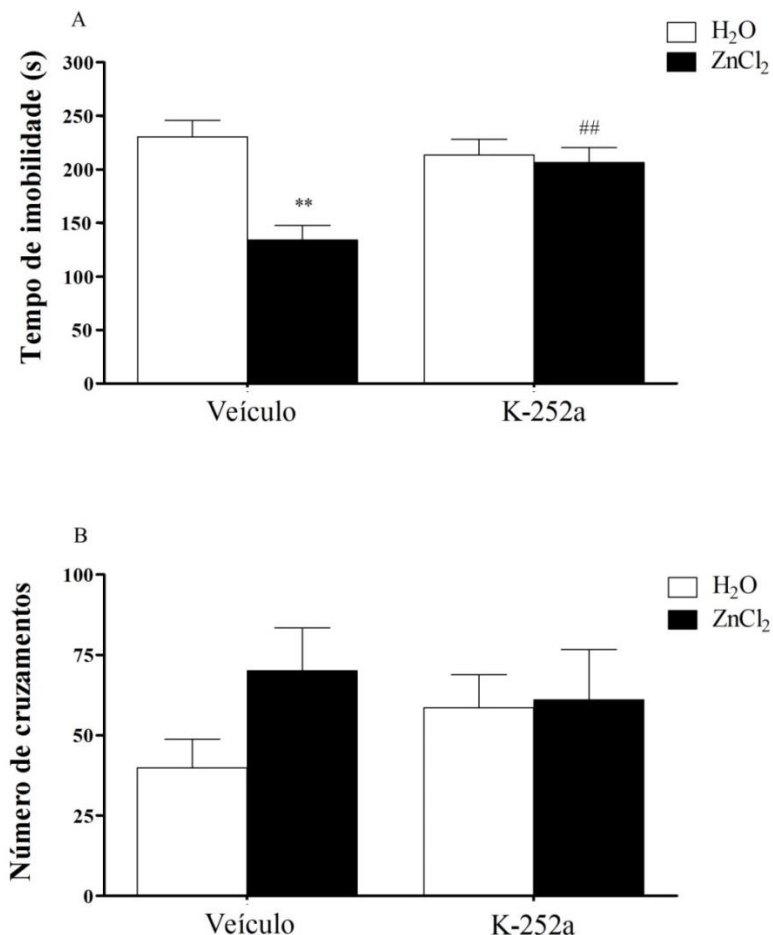 A
H₂O
ZnCl₂
Tempo de imobilidade (s)
300
250
200
150
100
50
0
**
##
Veículo
K-252a
B
H₂O
ZnCl₂
Número de cruzamentos
100
75
50
25
0
Veículo
K-252a